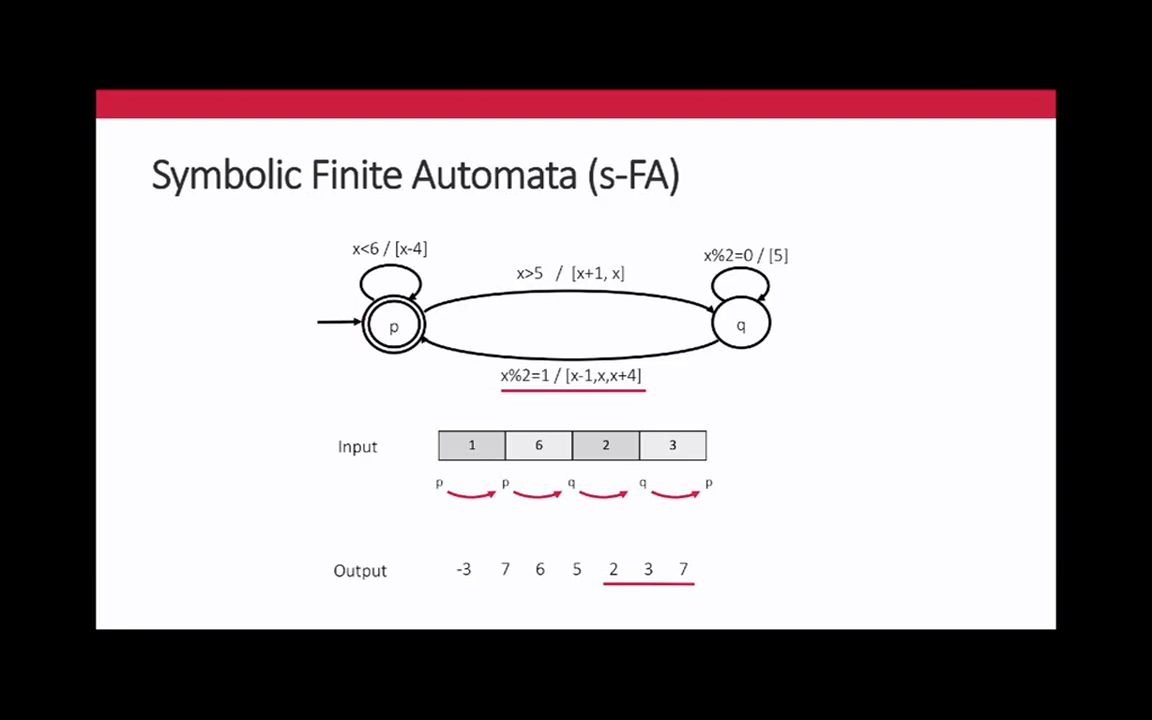 Symbolic Finite Automata (s-FA)
x<6 / [x-4]
x>5 / [x+1, x]
x%2=0 / [5]
p
q
x%2=1 / [x-1,x,x+4]
Input 1 6 2 3
p p q q p
Output -3 7 6 5 2 3 7